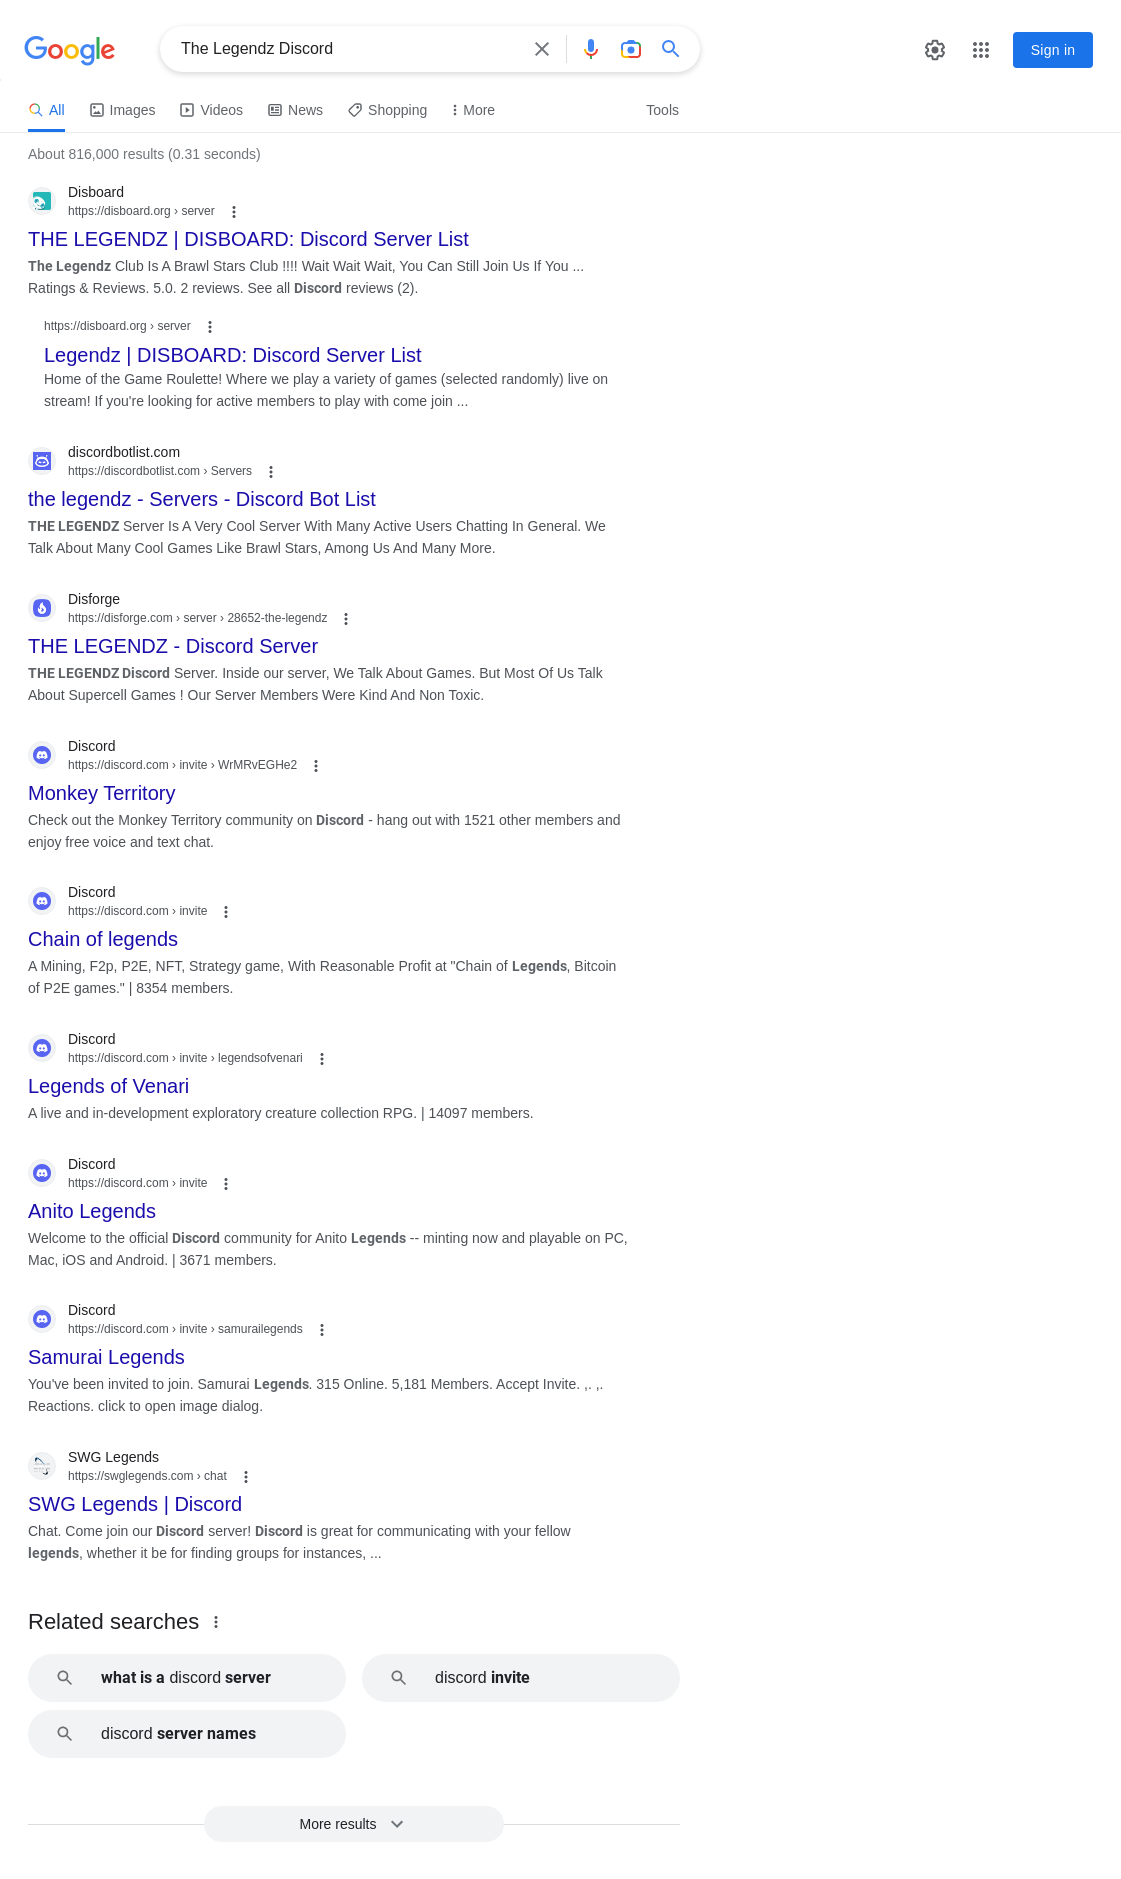 Google
The Legendz Discord
Sign in
All
Images
Videos
News
Shopping
More
Tools
About 816,000 results (0.31 seconds)
Disboard
https://disboard.org › server
THE LEGENDZ | DISBOARD: Discord Server List
The Legendz Club Is A Brawl Stars Club !!!! Wait Wait Wait, You Can Still Join Us If You ...
Ratings & Reviews. 5.0. 2 reviews. See all Discord reviews (2).
https://disboard.org › server
Legendz | DISBOARD: Discord Server List
Home of the Game Roulette! Where we play a variety of games (selected randomly) live on
stream! If you're looking for active members to play with come join ...
discordbotlist.com
https://discordbotlist.com › Servers
the legendz - Servers - Discord Bot List
THE LEGENDZ Server Is A Very Cool Server With Many Active Users Chatting In General. We
Talk About Many Cool Games Like Brawl Stars, Among Us And Many More.
Disforge
https://disforge.com › server › 28652-the-legendz
THE LEGENDZ - Discord Server
THE LEGENDZ Discord Server. Inside our server, We Talk About Games. But Most Of Us Talk
About Supercell Games ! Our Server Members Were Kind And Non Toxic.
Discord
https://discord.com › invite › WrMRvEGHe2
Monkey Territory
Check out the Monkey Territory community on Discord - hang out with 1521 other members and
enjoy free voice and text chat.
Discord
https://discord.com › invite
Chain of legends
A Mining, F2p, P2E, NFT, Strategy game, With Reasonable Profit at "Chain of Legends, Bitcoin
of P2E games." | 8354 members.
Discord
https://discord.com › invite › legendsofvenari
Legends of Venari
A live and in-development exploratory creature collection RPG. | 14097 members.
Discord
https://discord.com › invite
Anito Legends
Welcome to the official Discord community for Anito Legends -- minting now and playable on PC,
Mac, iOS and Android. | 3671 members.
Discord
https://discord.com › invite › samurailegends
Samurai Legends
You've been invited to join. Samurai Legends. 315 Online. 5,181 Members. Accept Invite. ,. ,.
Reactions. click to open image dialog.
SWG Legends
https://swglegends.com › chat
SWG Legends | Discord
Chat. Come join our Discord server! Discord is great for communicating with your fellow
legends, whether it be for finding groups for instances, ...
Related searches
what is a discord server
discord invite
discord server names
More results